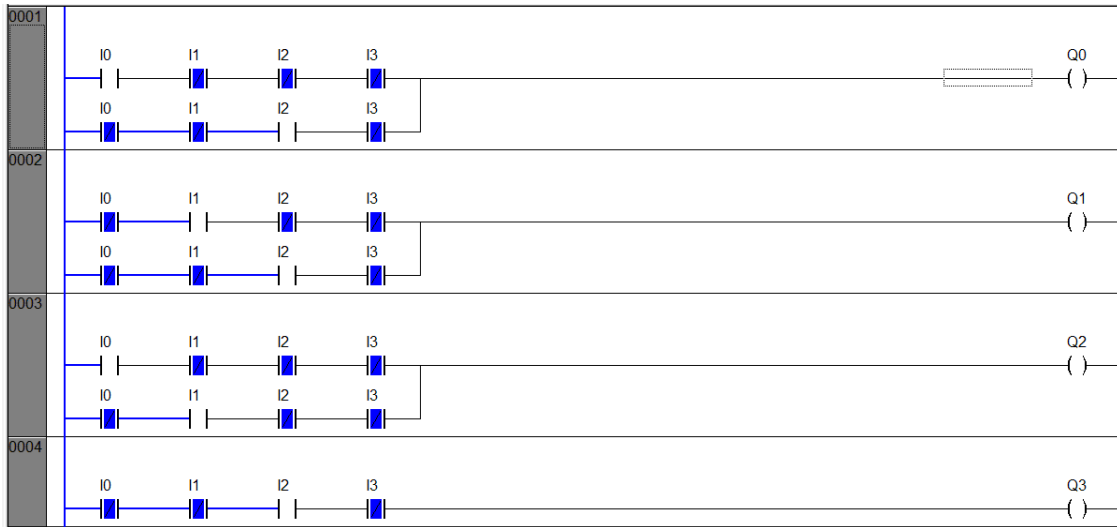 0001
I0 I1 I2 I3 Q0
I0 I1 I2 I3
0002
I0 I1 I2 I3 Q1
I0 I1 I2 I3
0003
I0 I1 I2 I3 Q2
I0 I1 I2 I3
0004
I0 I1 I2 I3 Q3